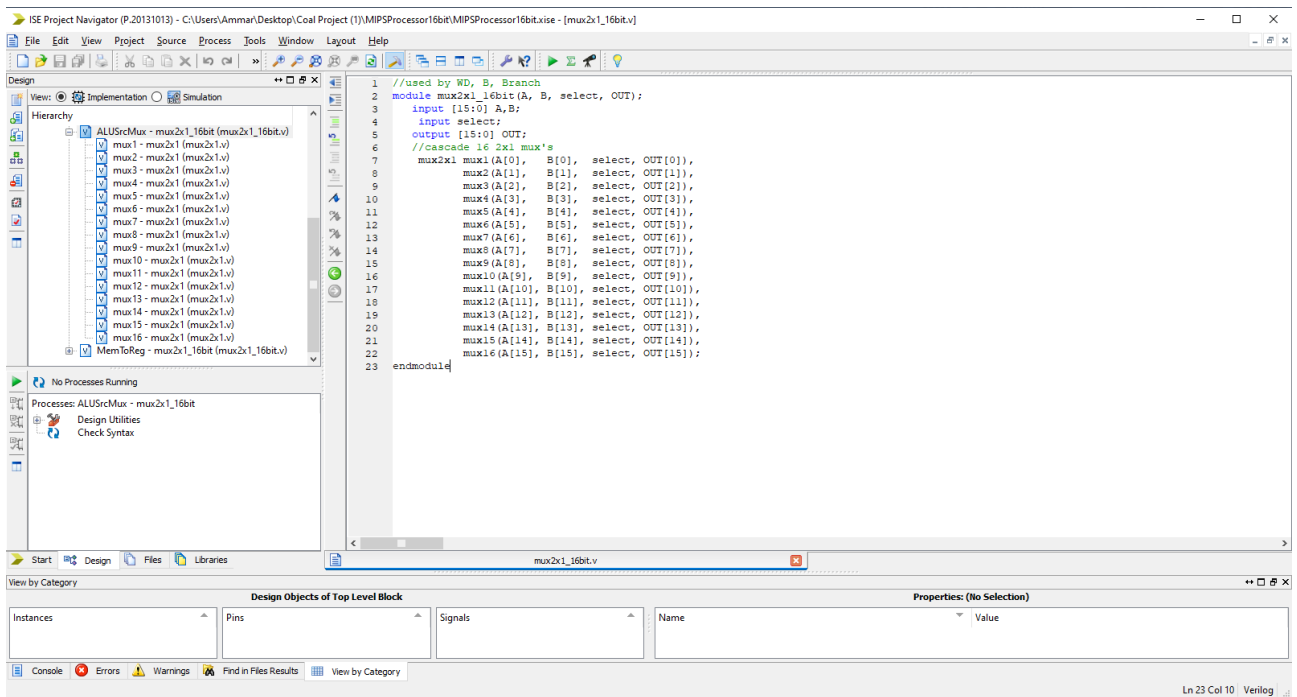 ISE Project Navigator (P.20131013) - C:\Users\Ammar\Desktop\Coal Project (1)\MIPSProcessor16bit\MIPSProcessor16bit.xise - [mux2x1_16bit.v]
File Edit View Project Source Process Tools Window Layout Help
Design
View: Implementation Simulation
Hierarchy
ALUSrcMux - mux2x1_16bit (mux2x1_16bit.v)
mux1 - mux2x1 (mux2x1.v)
mux2 - mux2x1 (mux2x1.v)
mux3 - mux2x1 (mux2x1.v)
mux4 - mux2x1 (mux2x1.v)
mux5 - mux2x1 (mux2x1.v)
mux6 - mux2x1 (mux2x1.v)
mux7 - mux2x1 (mux2x1.v)
mux8 - mux2x1 (mux2x1.v)
mux9 - mux2x1 (mux2x1.v)
mux10 - mux2x1 (mux2x1.v)
mux11 - mux2x1 (mux2x1.v)
mux12 - mux2x1 (mux2x1.v)
mux13 - mux2x1 (mux2x1.v)
mux14 - mux2x1 (mux2x1.v)
mux15 - mux2x1 (mux2x1.v)
mux16 - mux2x1 (mux2x1.v)
MemToReg - mux2x1_16bit (mux2x1_16bit.v)
No Processes Running
Processes: ALUSrcMux - mux2x1_16bit
Design Utilities
Check Syntax
Start Design Files Libraries
1 //used by WD, B, Branch
2 module mux2x1_16bit(A, B, select, OUT);
3 input [15:0] A,B;
4 input select;
5 output [15:0] OUT;
6 //cascade 16 2x1 mux's
7 mux2x1 mux1(A[0], B[0], select, OUT[0]),
8 mux2(A[1], B[1], select, OUT[1]),
9 mux3(A[2], B[2], select, OUT[2]),
10 mux4(A[3], B[3], select, OUT[3]),
11 mux5(A[4], B[4], select, OUT[4]),
12 mux6(A[5], B[5], select, OUT[5]),
13 mux7(A[6], B[6], select, OUT[6]),
14 mux8(A[7], B[7], select, OUT[7]),
15 mux9(A[8], B[8], select, OUT[8]),
16 mux10(A[9], B[9], select, OUT[9]),
17 mux11(A[10], B[10], select, OUT[10]),
18 mux12(A[11], B[11], select, OUT[11]),
19 mux13(A[12], B[12], select, OUT[12]),
20 mux14(A[13], B[13], select, OUT[13]),
21 mux15(A[14], B[14], select, OUT[14]),
22 mux16(A[15], B[15], select, OUT[15]);
23 endmodule
mux2x1_16bit.v
View by Category
Design Objects of Top Level Block
Properties: (No Selection)
Instances Pins Signals Name Value
Console Errors Warnings Find in Files Results View by Category
Ln 23 Col 10 Verilog